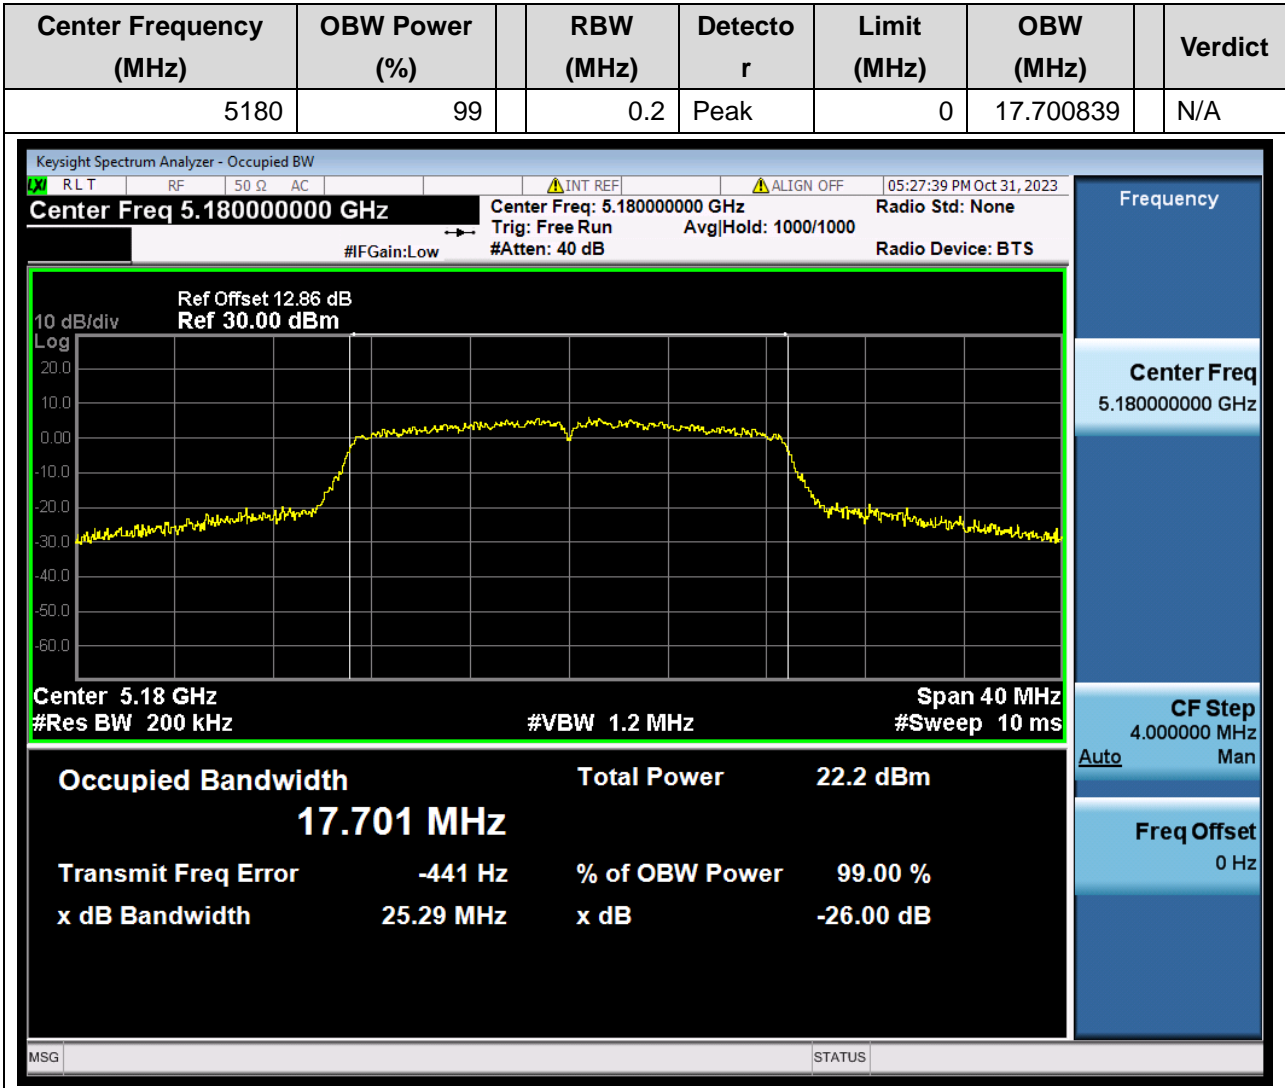 Center Frequency (MHz) OBW Power (%) RBW (MHz) Detecto r Limit (MHz) OBW (MHz) Verdict
5180 99 0.2 Peak 0 17.700839 N/A
Keysight Spectrum Analyzer - Occupied BW
LXI RLT RF 50 Ω AC INT REF ALIGN OFF 05:27:39 PM Oct 31, 2023
Center Freq 5.180000000 GHz
Center Freq: 5.180000000 GHz
Radio Std: None
Trig: Free Run Avg|Hold: 1000/1000
#IFGain:Low
#Atten: 40 dB
Radio Device: BTS
Ref Offset 12.86 dB
10 dB/div Ref 30.00 dBm
Log
20.0
10.0
0.00
-10.0
-20.0
-30.0
-40.0
-50.0
-60.0
Center 5.18 GHz Span 40 MHz
#Res BW 200 kHz #VBW 1.2 MHz #Sweep 10 ms
Occupied Bandwidth Total Power 22.2 dBm
17.701 MHz
Transmit Freq Error -441 Hz % of OBW Power 99.00 %
x dB Bandwidth 25.29 MHz x dB -26.00 dB
Frequency
Center Freq
5.180000000 GHz
CF Step
4.000000 MHz
Auto Man
Freq Offset
0 Hz
MSG STATUS